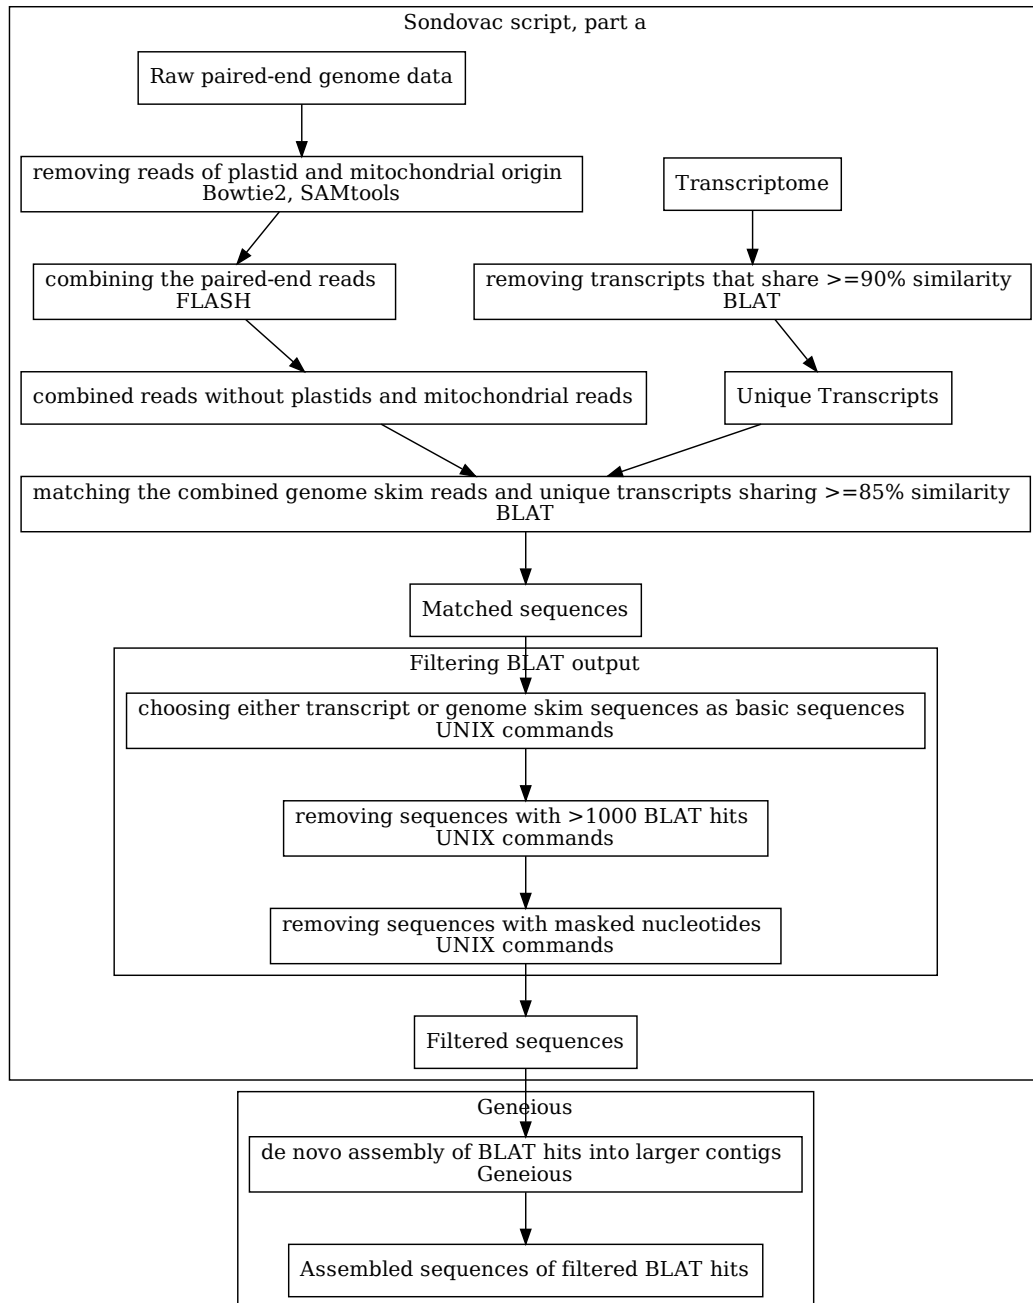 Sondovac script, part a
Raw paired-end genome data
removing reads of plastid and mitochondrial origin
Bowtie2, SAMtools
Transcriptome
combining the paired-end reads
FLASH
removing transcripts that share >=90% similarity
BLAT
combined reads without plastids and mitochondrial reads
Unique Transcripts
matching the combined genome skim reads and unique transcripts sharing >=85% similarity
BLAT
Matched sequences
Filtering BLAT output
choosing either transcript or genome skim sequences as basic sequences
UNIX commands
removing sequences with >1000 BLAT hits
UNIX commands
removing sequences with masked nucleotides
UNIX commands
Filtered sequences
Geneious
de novo assembly of BLAT hits into larger contigs
Geneious
Assembled sequences of filtered BLAT hits